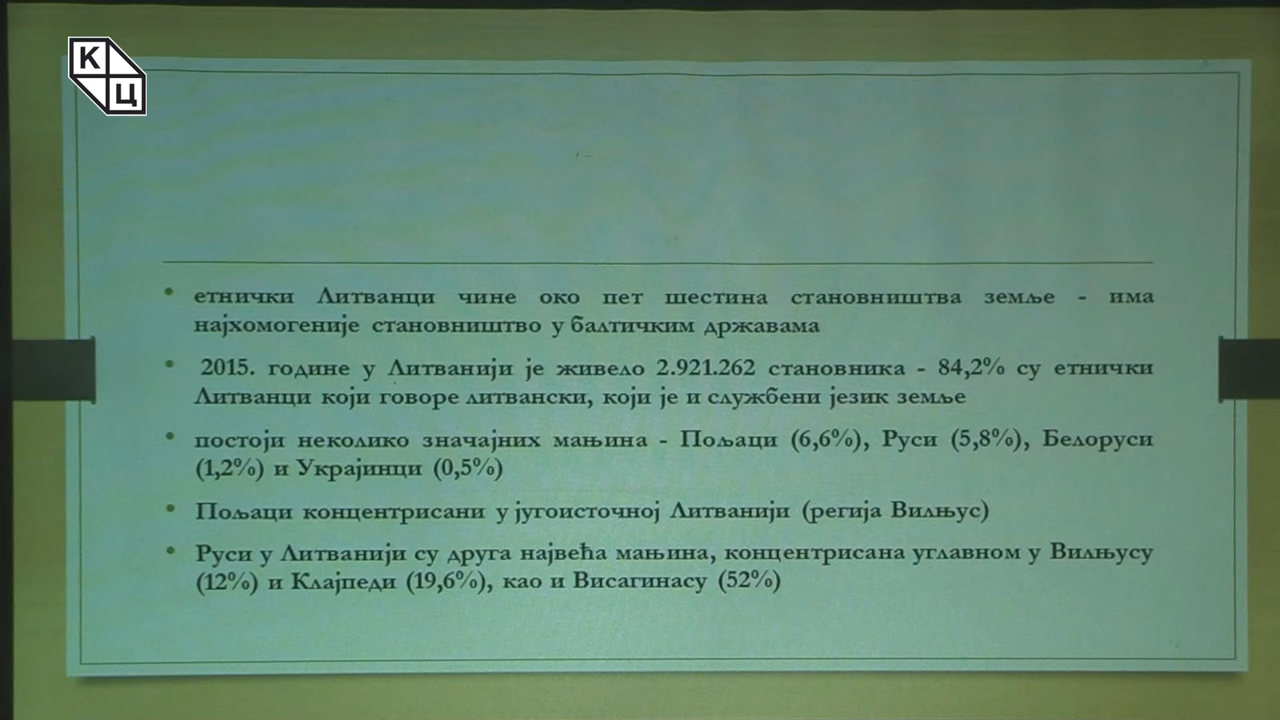 К
Ц
• етнички Литванци чине око пет шестина становништва земље - има
најхомогеније становништво у балтичким државама
• 2015. године у Литванији је живело 2.921.262 становника - 84,2% су етнички
Литванци који говоре литвански, који је и службени језик земље
• постоји неколико значајних мањина - Пољаци (6,6%), Руси (5,8%), Белоруси
(1,2%) и Украјинци (0,5%)
• Пољаци концентрисани у југоисточној Литванији (регија Вилњус)
• Руси у Литванији су друга највећа мањина, концентрисана углавном у Вилњусу
(12%) и Клајпеди (19,6%), као и Висагинасу (52%)